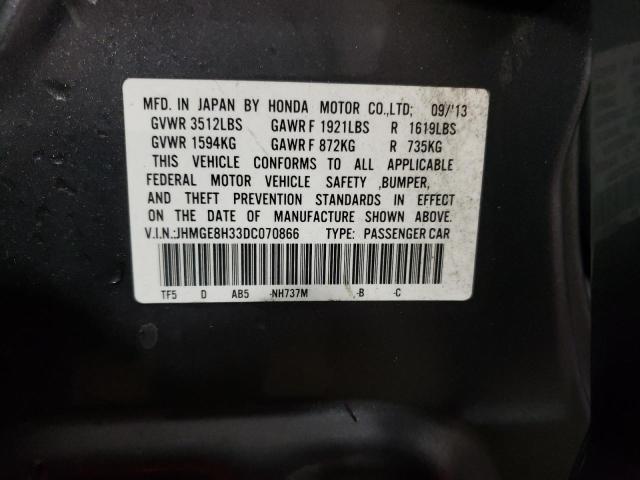 MFD. IN JAPAN BY HONDA MOTOR CO.,LTD; 09/'13
GVWR 3512LBS GAWR F 1921LBS R 1619LBS
GVWR 1594KG GAWR F 872KG R 735KG
THIS VEHICLE CONFORMS TO ALL APPLICABLE
FEDERAL MOTOR VEHICLE SAFETY ,BUMPER,
AND THEFT PREVENTION STANDARDS IN EFFECT
ON THE DATE OF MANUFACTURE SHOWN ABOVE.
V.I.N.:JHMGE8H33DC070866 TYPE: PASSENGER CAR
TF5 D AB5 -NH737M ,-B -C